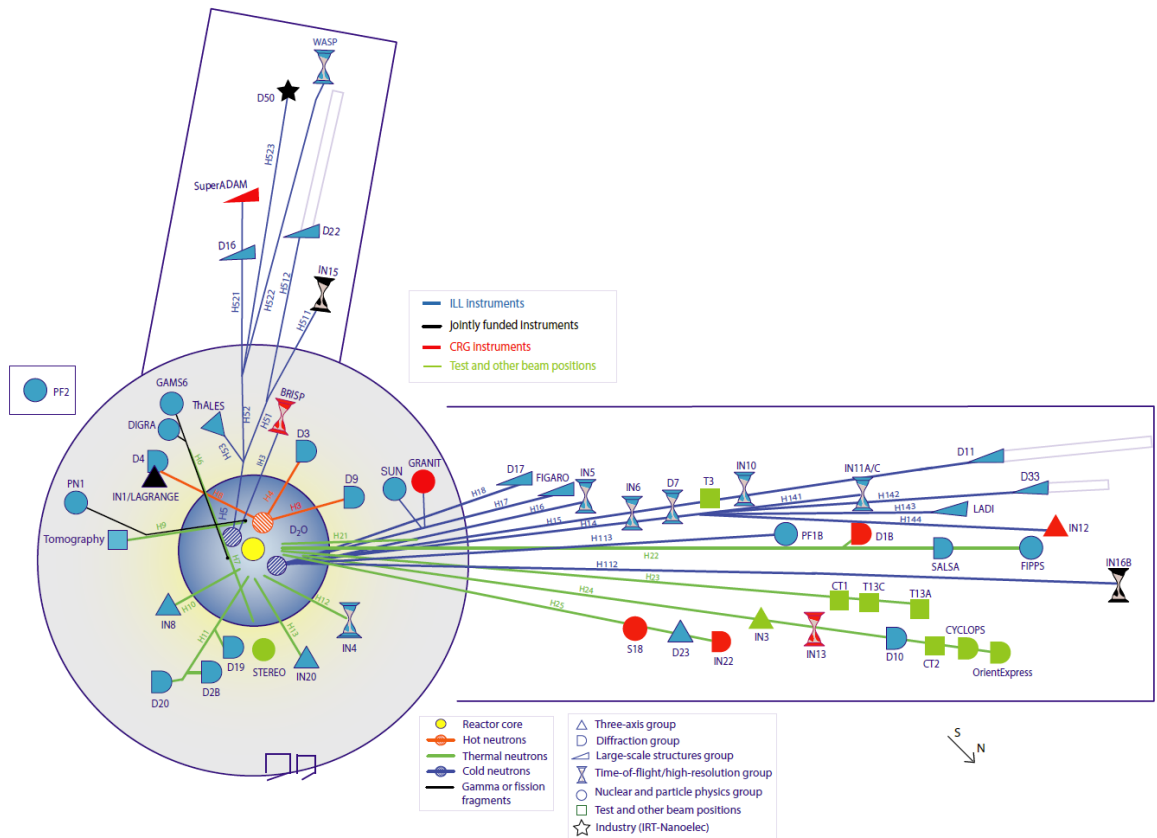 WASP
D50
H523
SuperADAM
D16
D22
H521
H522
H512
IN15
H511
ILL Instruments
Jointly funded Instruments
CRG Instruments
Test and other beam positions
PF2
GAMS6
ThALES
DIGRA
H52
H51
BRISP
H53
IH3
D3
H6
D4
IN1/LAGRANGE
H4
D9
H3
SUN
GRANIT
PN1
H9
H5
D₂O
Tomography
H7
H10
IN8
H11
H12
IN4
H13
D19
STEREO
IN20
D2B
D20
H21
H18
H17
H16
H15
H14
D17
FIGARO
IN5
IN6
D7
T3
IN10
H141
IN11A/C
H142
H143
H144
D11
D33
LADI
IN12
H113
PF1B
D1B
H22
SALSA
FIPPS
IN16B
H112
H23
CT1
T13C
T13A
H24
H25
S18
D23
IN22
IN3
IN13
D10
CYCLOPS
CT2
OrientExpress
S
N
Reactor core
Hot neutrons
Thermal neutrons
Cold neutrons
Gamma or fission
fragments
Three-axis group
Diffraction group
Large-scale structures group
Time-of-flight/high-resolution group
Nuclear and particle physics group
Test and other beam positions
Industry (IRT-Nanoelec)